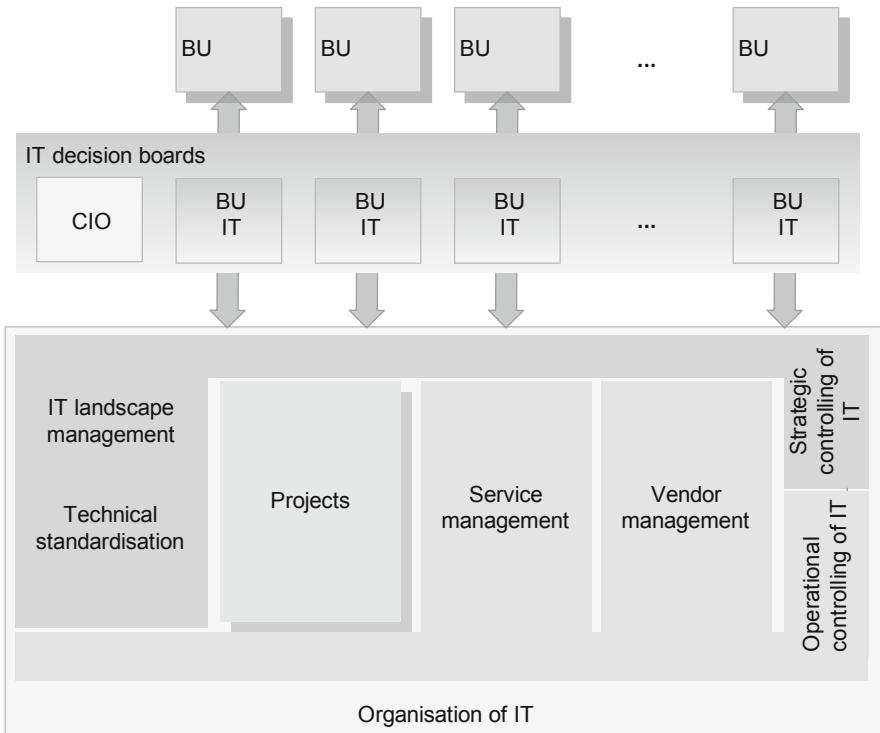 BU BU BU ... BU
IT decision boards
CIO
BU
IT
BU
IT
BU
IT
...
BU
IT
IT landscape
management
Technical
standardisation
Projects
Service
management
Vendor
management
Strategic
controlling of
IT
Operational
controlling of IT
Organisation of IT